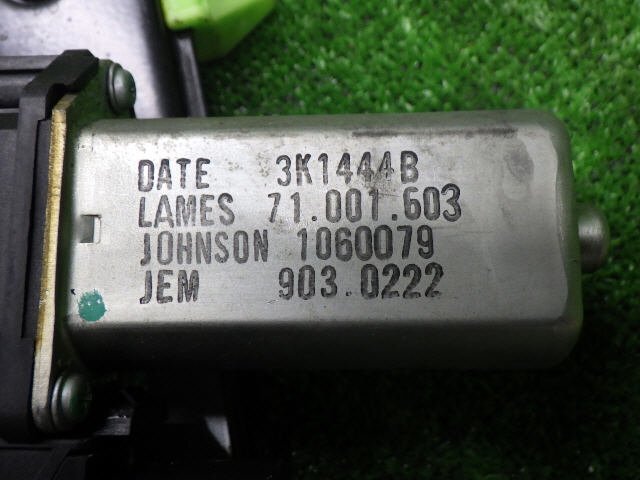 DATE 3K1444B
LAMES 71.001.603
JOHNSON 1060079
JEM 903.0222